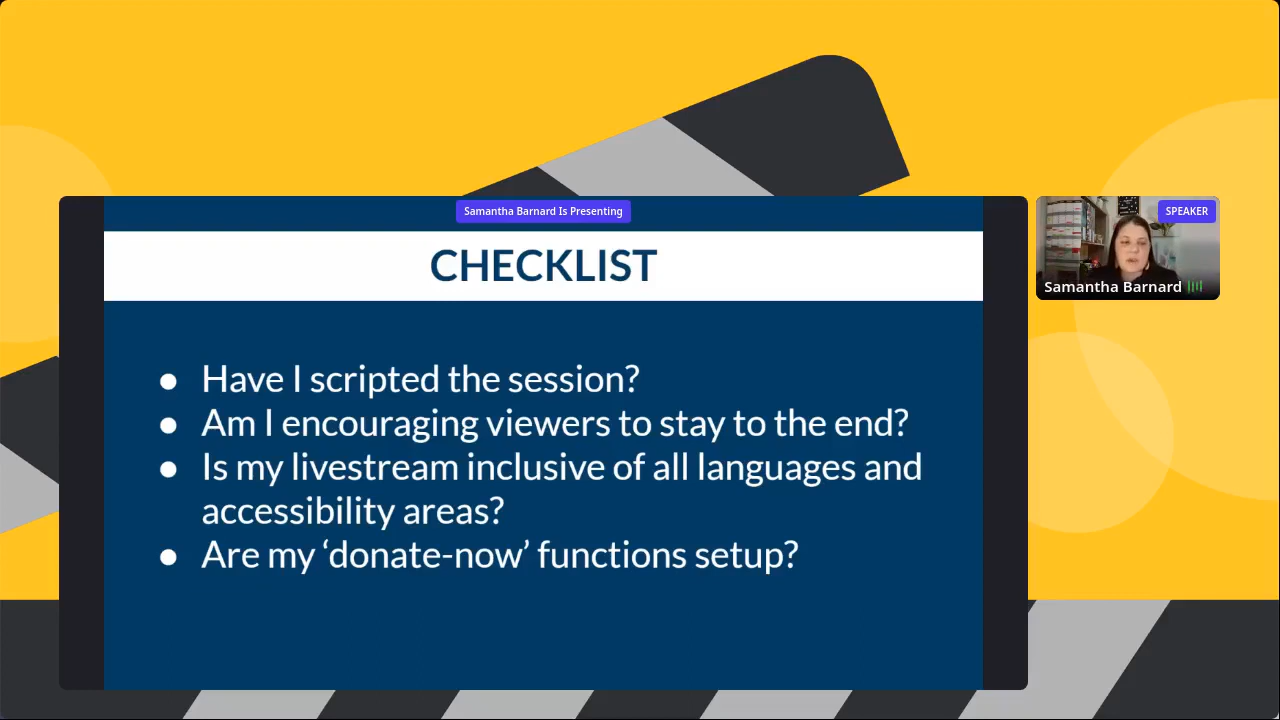 Samantha Barnard Is Presenting
CHECKLIST
● Have I scripted the session?
● Am I encouraging viewers to stay to the end?
● Is my livestream inclusive of all languages and
accessibility areas?
● Are my ‘donate-now’ functions setup?
SPEAKER
Samantha Barnard